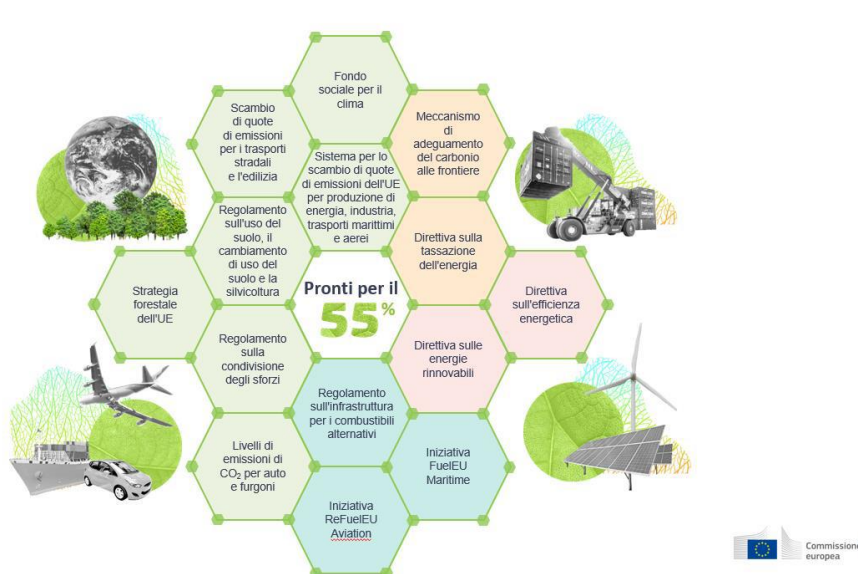 Fondo
sociale per il
clima
Scambio
di quote
di emissioni
per i trasporti
stradali
e l'edilizia
Meccanismo
di
adeguamento
del carbonio
alle frontiere
Sistema per lo
scambio di quote
di emissioni dell'UE
per produzione di
energia, industria,
trasporti marittimi
e aerei
Regolamento
sull'uso del
suolo, il
cambiamento
di uso del
suolo e la
silvicoltura
Direttiva sulla
tassazione
dell'energia
Strategia
forestale
dell'UE
Pronti per il
55%
Direttiva
sull'efficienza
energetica
Regolamento
sulla
condivisione
degli sforzi
Direttiva sulle
energie
rinnovabili
Regolamento
sull'infrastruttura
per i combustibili
alternativi
Livelli di
emissioni di
CO₂ per auto
e furgoni
Iniziativa
FuelEU
Maritime
Iniziativa
ReFuelEU
Aviation
Commissione
europea